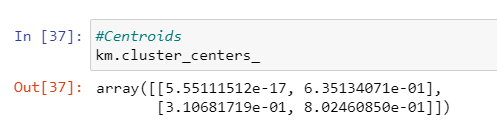 In [37]: #Centroids
km.cluster_centers_
Out[37]: array([[5.55111512e-17, 6.35134071e-01],
[3.10681719e-01, 8.02460850e-01]])